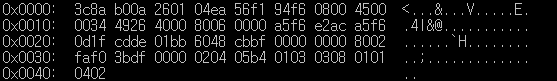 0x0000: 3c8a b00a 2601 04ea 56f1 94f6 0800 4500 <...&...V.....E.
0x0010: 0034 4926 4000 8006 0000 a5f6 e2ac a5f6 .4I&@...........
0x0020: 0d1f cdde 01bb 6048 cbbf 0000 0000 8002 ......`H........
0x0030: faf0 3bdf 0000 0204 05b4 0103 0308 0101 ..;.............
0x0040: 0402 ..